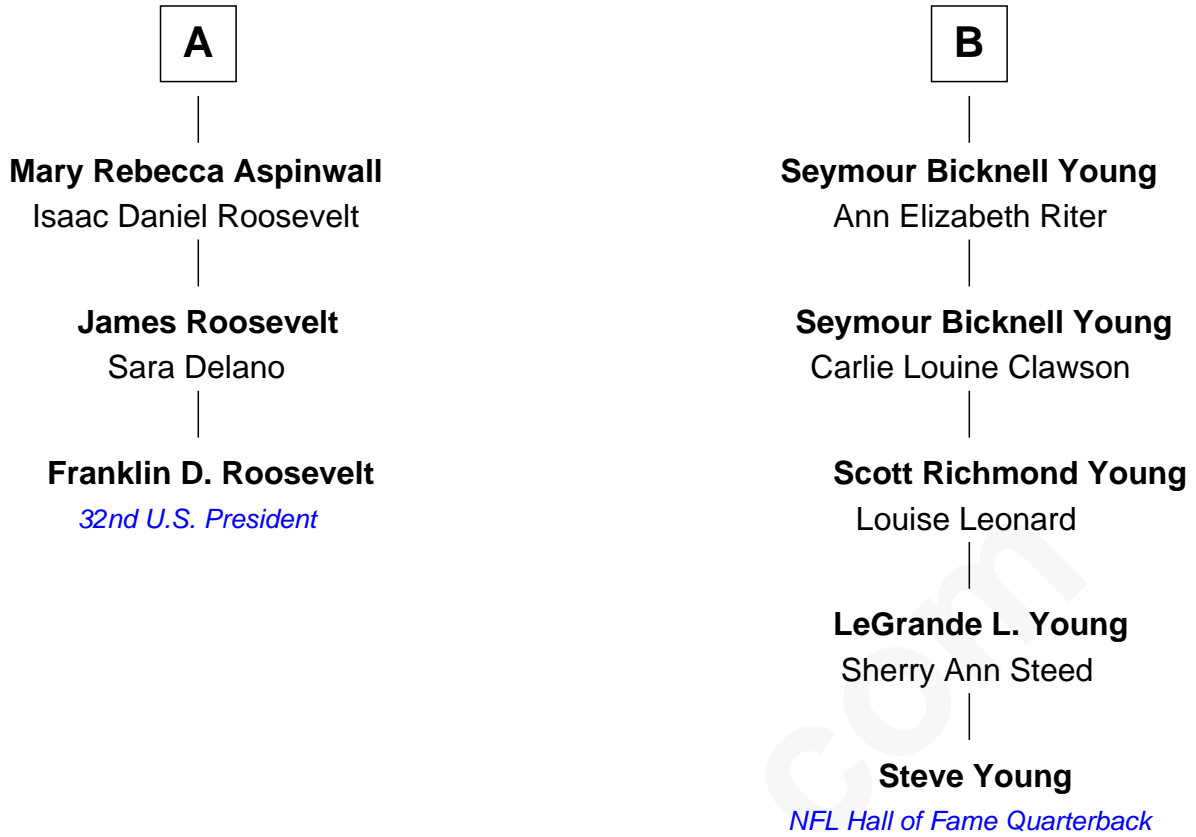 A
Mary Rebecca Aspinwall
Isaac Daniel Roosevelt
James Roosevelt
Sara Delano
Franklin D. Roosevelt
32nd U.S. President
B
Seymour Bicknell Young
Ann Elizabeth Riter
Seymour Bicknell Young
Carlie Louine Clawson
Scott Richmond Young
Louise Leonard
LeGrande L. Young
Sherry Ann Steed
Steve Young
NFL Hall of Fame Quarterback
com